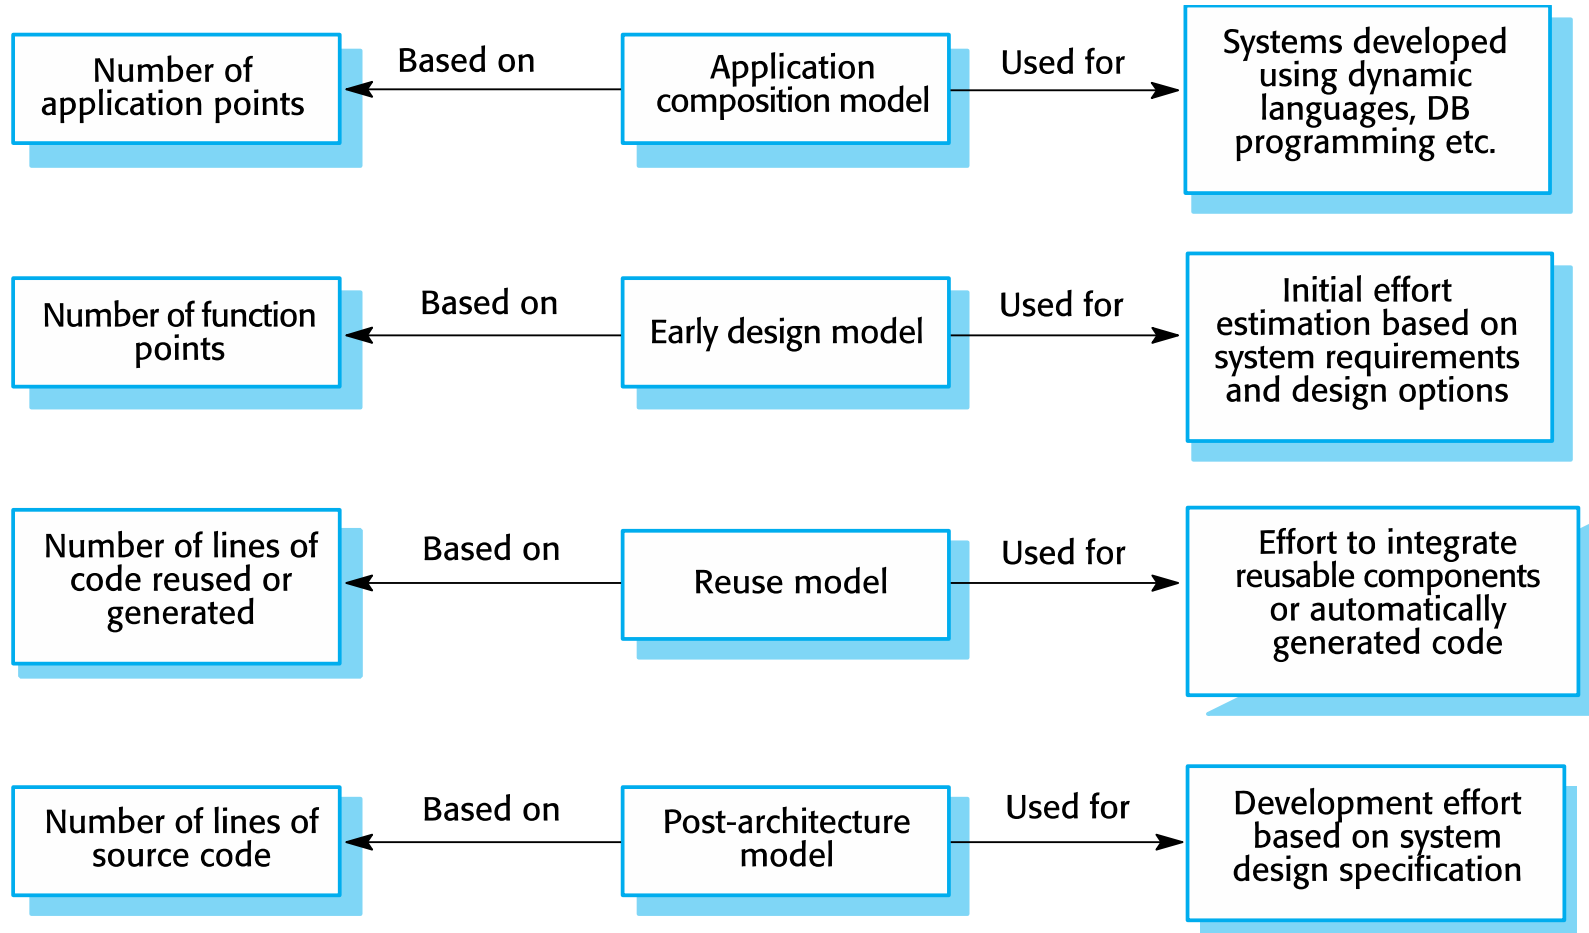 Number of
application points
Based on
Application
composition model
Used for
Systems developed
using dynamic
languages, DB
programming etc.
Number of function
points
Based on
Early design model
Used for
Initial effort
estimation based on
system requirements
and design options
Number of lines of
code reused or
generated
Based on
Reuse model
Used for
Effort to integrate
reusable components
or automatically
generated code
Number of lines of
source code
Based on
Post-architecture
model
Used for
Development effort
based on system
design specification